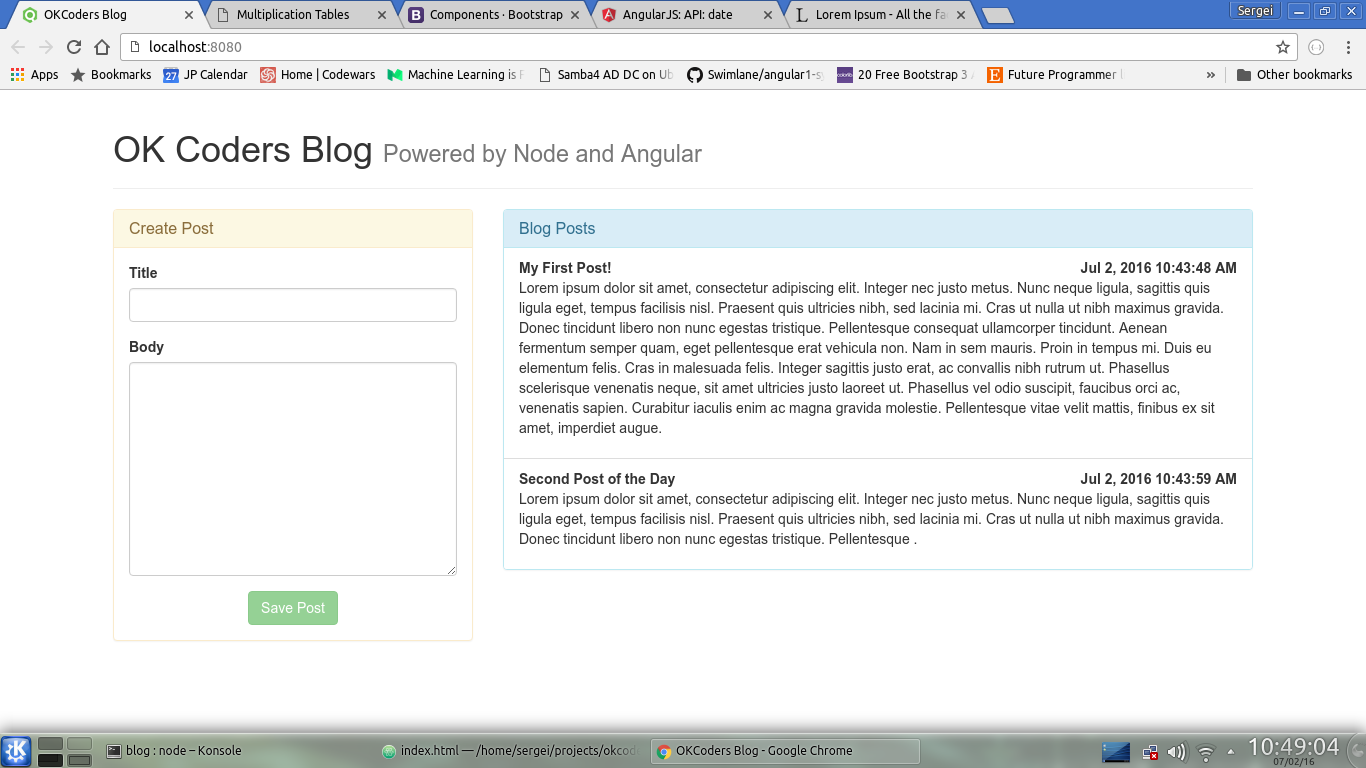 OKCoders Blog
Multiplication Tables
Components · Bootstrap
AngularJS: API: date
Lorem Ipsum - All the fa
Sergei
localhost:8080
Apps
Bookmarks
JP Calendar
Home | Codewars
Machine Learning is
Samba4 AD DC on Ub
Swimlane/angular1-
20 Free Bootstrap 3
Future Programmer
»
Other bookmarks
OK Coders Blog Powered by Node and Angular
Create Post
Title
Body
Save Post
Blog Posts
My First Post! Jul 2, 2016 10:43:48 AM
Lorem ipsum dolor sit amet, consectetur adipiscing elit. Integer nec justo metus. Nunc neque ligula, sagittis quis
ligula eget, tempus facilisis nisl. Praesent quis ultricies nibh, sed lacinia mi. Cras ut nulla ut nibh maximus gravida.
Donec tincidunt libero non nunc egestas tristique. Pellentesque consequat ullamcorper tincidunt. Aenean
fermentum semper quam, eget pellentesque erat vehicula non. Nam in sem mauris. Proin in tempus mi. Duis eu
elementum felis. Cras in malesuada felis. Integer sagittis justo erat, ac convallis nibh rutrum ut. Phasellus
scelerisque venenatis neque, sit amet ultricies justo laoreet ut. Phasellus vel odio suscipit, faucibus orci ac,
venenatis sapien. Curabitur iaculis enim ac magna gravida molestie. Pellentesque vitae velit mattis, finibus ex sit
amet, imperdiet augue.
Second Post of the Day Jul 2, 2016 10:43:59 AM
Lorem ipsum dolor sit amet, consectetur adipiscing elit. Integer nec justo metus. Nunc neque ligula, sagittis quis
ligula eget, tempus facilisis nisl. Praesent quis ultricies nibh, sed lacinia mi. Cras ut nulla ut nibh maximus gravida.
Donec tincidunt libero non nunc egestas tristique. Pellentesque .
blog : node – Konsole
index.html — /home/sergei/projects/okcod
OKCoders Blog - Google Chrome
10:49:04
07/02/16